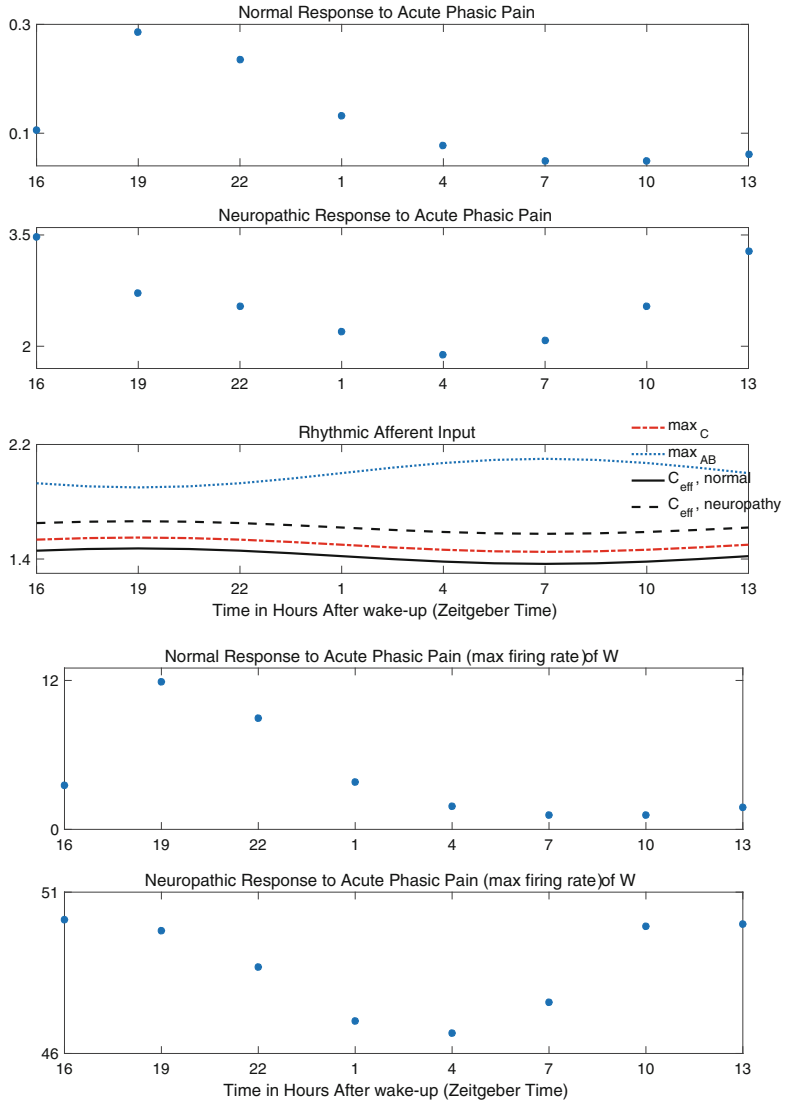 Normal Response to Acute Phasic Pain
0.3
0.1
16 19 22 1 4 7 10 13
Neuropathic Response to Acute Phasic Pain
3.5
2
16 19 22 1 4 7 10 13
Rhythmic Afferent Input
2.2
1.4
max C
max AB
C eff , normal
C eff , neuropathy
16 19 22 1 4 7 10 13
Time in Hours After wake-up (Zeitgeber Time)
Normal Response to Acute Phasic Pain (max firing rate)of W
12
0
16 19 22 1 4 7 10 13
Neuropathic Response to Acute Phasic Pain (max firing rate)of W
51
46
16 19 22 1 4 7 10 13
Time in Hours After wake-up (Zeitgeber Time)